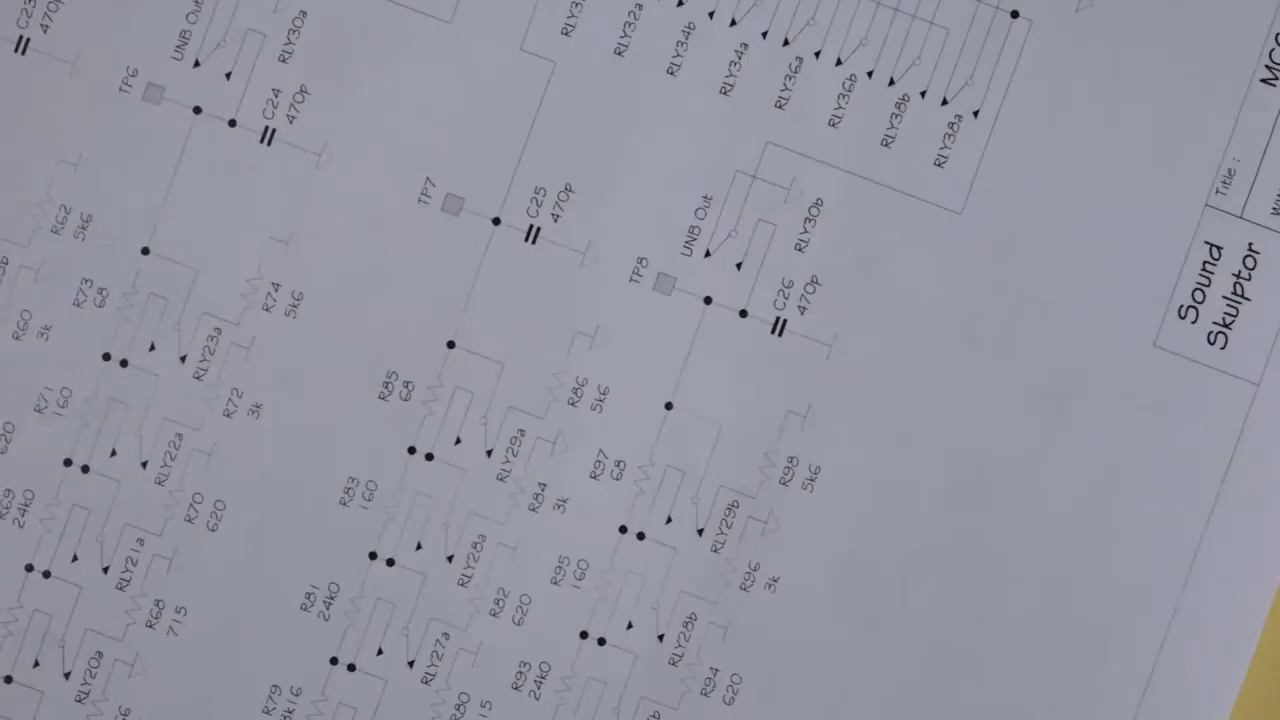 470p
UNB Out
RLY30a
TP6
C24
470p
RLY32a
RLY34b
RLY34a
RLY36a
RLY36b
RLY38b
RLY38a
R62
5k6
R60
3k
R73
68
R74
5k6
RLY23a
R71
160
R72
3k
RLY22a
R70
620
620
24k0
RLY21a
R68
715
RLY20a
TP7
C25
470p
R85
68
R86
5k6
RLY29a
R83
160
R84
3k
RLY28a
R81
24k0
R82
620
RLY27a
R79
TP8
UNB Out
RLY30b
C26
470p
R97
68
R98
5k6
RLY29b
R95
160
R96
3k
RLY28b
R93
24k0
R94
620
Title :
Sound
Skulptor